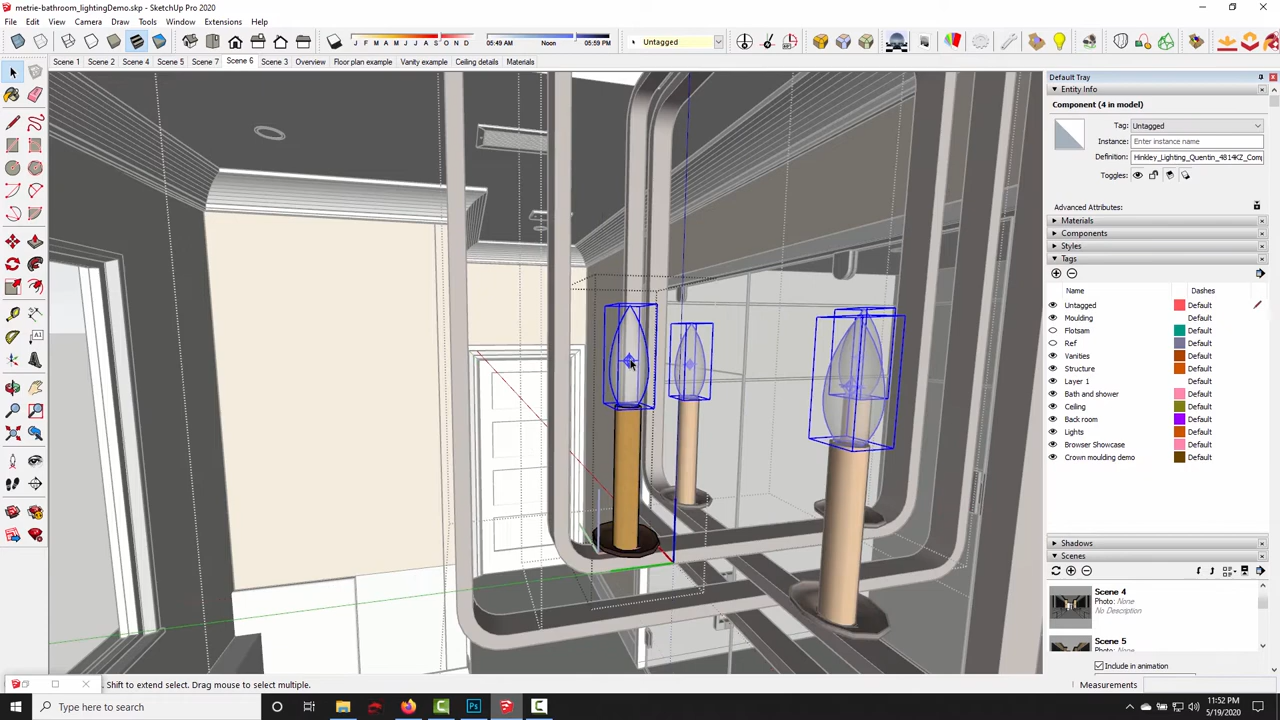 metrie-bathroom_lightingDemo.skp - SketchUp Pro 2020
File Edit View Camera Draw Tools Window Extensions Help
J F M A M J J A S O N D
05:49 AM Noon 05:59 PM
Untagged
Scene 1 Scene 2 Scene 4 Scene 5 Scene 7 Scene 6 Scene 3 Overview Floor plan example Vanity example Ceiling details Materials
Default Tray
Entity Info
Component (4 in model)
Tag: Untagged
Instance: Enter instance name
Definition: Hinkley_Lighting_Quentin_4814KZ_Com
Toggles:
Advanced Attributes:
Materials
Components
Styles
Tags
Name Dashes
Untagged Default
Moulding Default
Flotsam Default
Ref Default
Vanities Default
Structure Default
Layer 1 Default
Bath and shower Default
Ceiling Default
Back room Default
Lights Default
Browser Showcase Default
Crown moulding demo Default
Shadows
Scenes
Scene 4
Photo: None
No Description
Scene 5
Photo: None
Include in animation
Shift to extend select. Drag mouse to select multiple.
Measurements
Type here to search
11:52 PM
5/19/2020